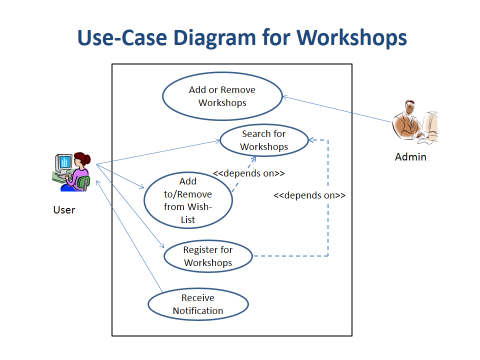 Use-Case Diagram for Workshops
Add or Remove
Workshops
Search for
Workshops
Admin
<<depends on>>
Add
to/Remove
from Wish-
List
<<depends on>>
User
Register for
Workshops
Receive
Notification